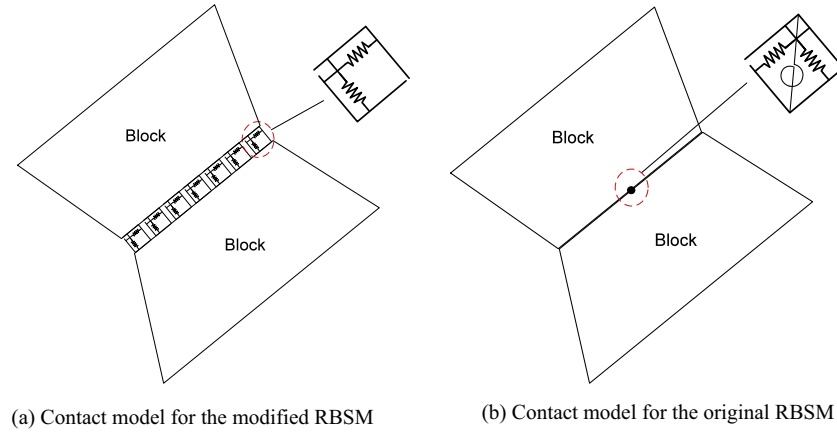 Block
Block
(a) Contact model for the modified RBSM
Block
Block
(b) Contact model for the original RBSM